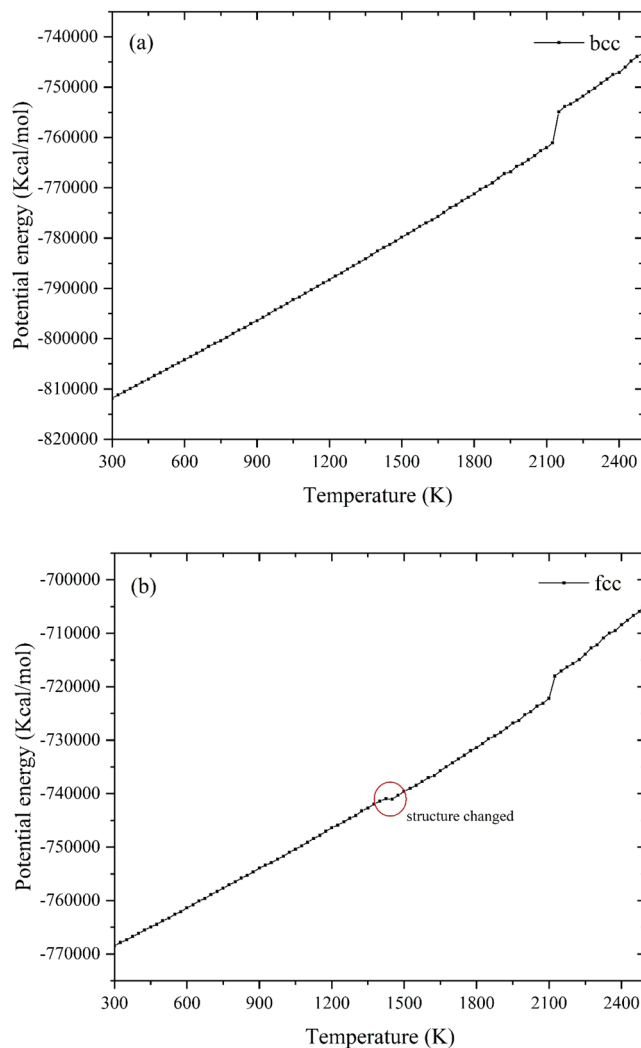 (a)
bcc
-740000
-750000
-760000
-770000
-780000
-790000
-800000
-810000
-820000
Potential energy (Kcal/mol)
300 600 900 1200 1500 1800 2100 2400
Temperature (K)
(b)
fcc
-700000
-710000
-720000
-730000
-740000
-750000
-760000
-770000
Potential energy (Kcal/mol)
structure changed
300 600 900 1200 1500 1800 2100 2400
Temperature (K)